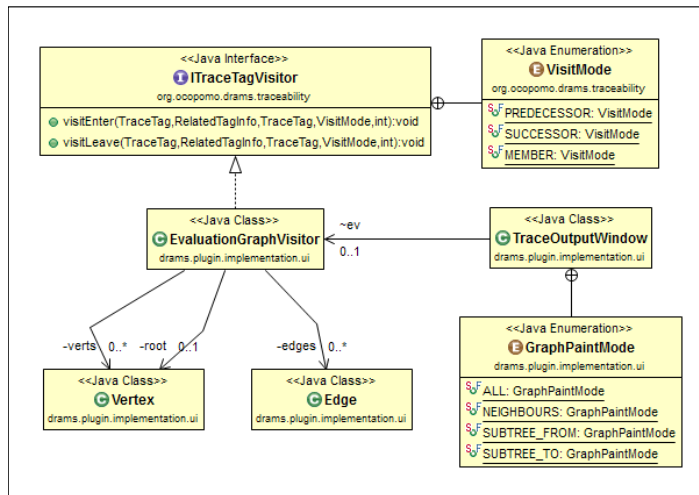 <<Java Interface>>
ITraceTagVisitor
org.ocopomo.drams.traceability
visitEnter(TraceTag,RelatedTagInfo,TraceTag,VisitMode,int):void
visitLeave(TraceTag,RelatedTagInfo,TraceTag,VisitMode,int):void
<<Java Enumeration>>
VisitMode
org.ocopomo.drams.traceability
PREDECESSOR: VisitMode
SUCCESSOR: VisitMode
MEMBER: VisitMode
<<Java Class>>
EvaluationGraphVisitor
drams.plugin.implementation.ui
~ev
0..1
<<Java Class>>
TraceOutputWindow
drams.plugin.implementation.ui
-verts 0..*
-root 0..1
-edges 0..*
<<Java Class>>
Vertex
drams.plugin.implementation.ui
<<Java Class>>
Edge
drams.plugin.implementation.ui
<<Java Enumeration>>
GraphPaintMode
drams.plugin.implementation.ui
ALL: GraphPaintMode
NEIGHBOURS: GraphPaintMode
SUBTREE_FROM: GraphPaintMode
SUBTREE_TO: GraphPaintMode